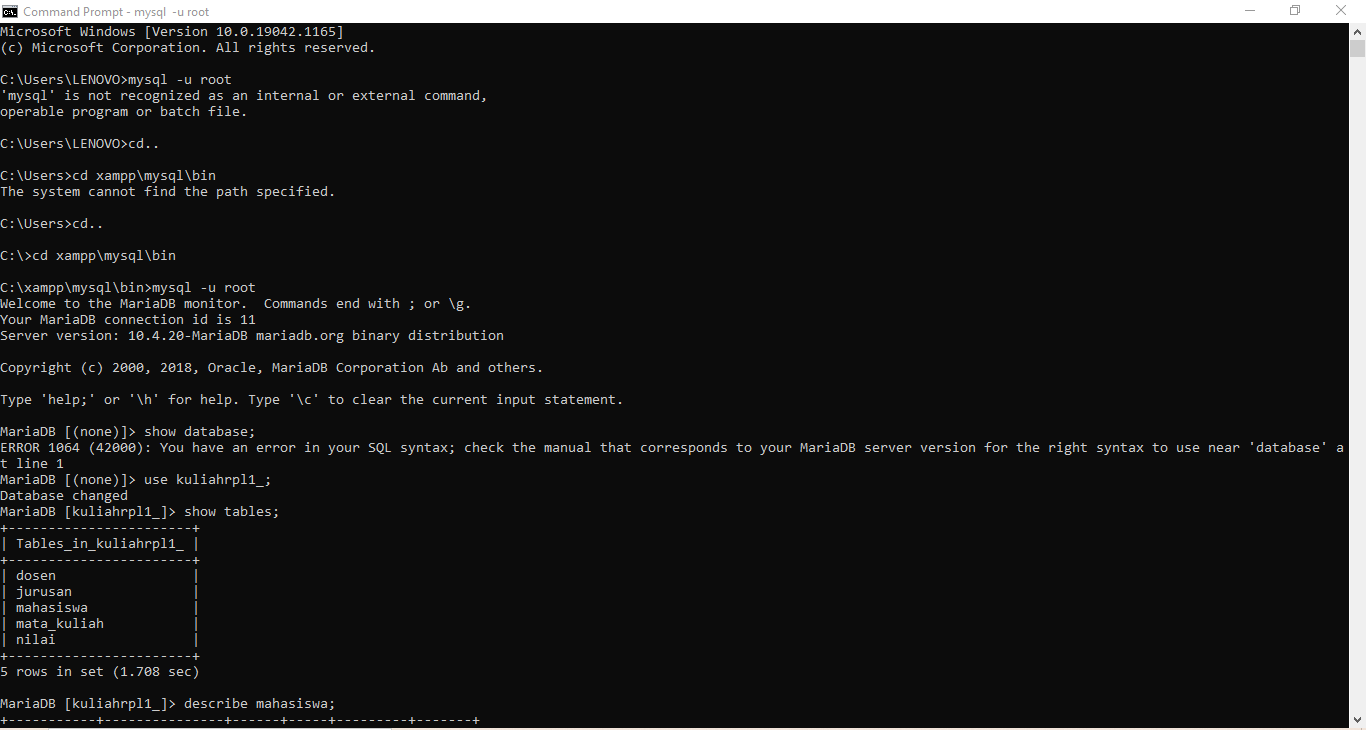 Command Prompt - mysql -u root
Microsoft Windows [Version 10.0.19042.1165]
(c) Microsoft Corporation. All rights reserved.
C:\Users\LENOVO>mysql -u root
'mysql' is not recognized as an internal or external command,
operable program or batch file.
C:\Users\LENOVO>cd..
C:\Users>cd xampp\mysql\bin
The system cannot find the path specified.
C:\Users>cd..
C:\>cd xampp\mysql\bin
C:\xampp\mysql\bin>mysql -u root
Welcome to the MariaDB monitor.  Commands end with ; or \g.
Your MariaDB connection id is 11
Server version: 10.4.20-MariaDB mariadb.org binary distribution
Copyright (c) 2000, 2018, Oracle, MariaDB Corporation Ab and others.
Type 'help;' or '\h' for help. Type '\c' to clear the current input statement.
MariaDB [(none)]> show database;
ERROR 1064 (42000): You have an error in your SQL syntax; check the manual that corresponds to your MariaDB server version for the right syntax to use near 'database' a
t line 1
MariaDB [(none)]> use kuliahrpl1_;
Database changed
MariaDB [kuliahrpl1_]> show tables;
+-----------------------+
| Tables_in_kuliahrpl1_ |
+-----------------------+
| dosen                 |
| jurusan               |
| mahasiswa             |
| mata_kuliah           |
| nilai                 |
+-----------------------+
5 rows in set (1.708 sec)
MariaDB [kuliahrpl1_]> describe mahasiswa;
+-----------+---------------+------+-----+---------+-------+